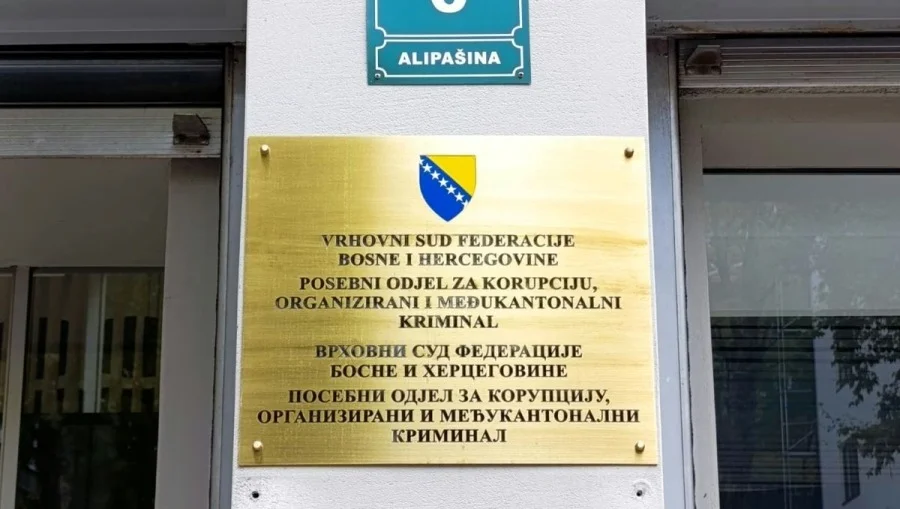 ALIPAŠINA
VRHOVNI SUD FEDERACIJE
BOSNE I HERCEGOVINE
POSEBNI ODJEL ZA KORUPCIJU,
ORGANIZIRANI I MEĐUKANTONALNI
KRIMINAL
ВРХОВНИ СУД ФЕДЕРАЦИЈЕ
БОСНЕ И ХЕРЦЕГОВИНЕ
ПОСЕБНИ ОДЈЕЛ ЗА КОРУПЦИЈУ,
ОРГАНИЗИРАНИ И МЕЂУКАНТОНАЛНИ
КРИМИНАЛ